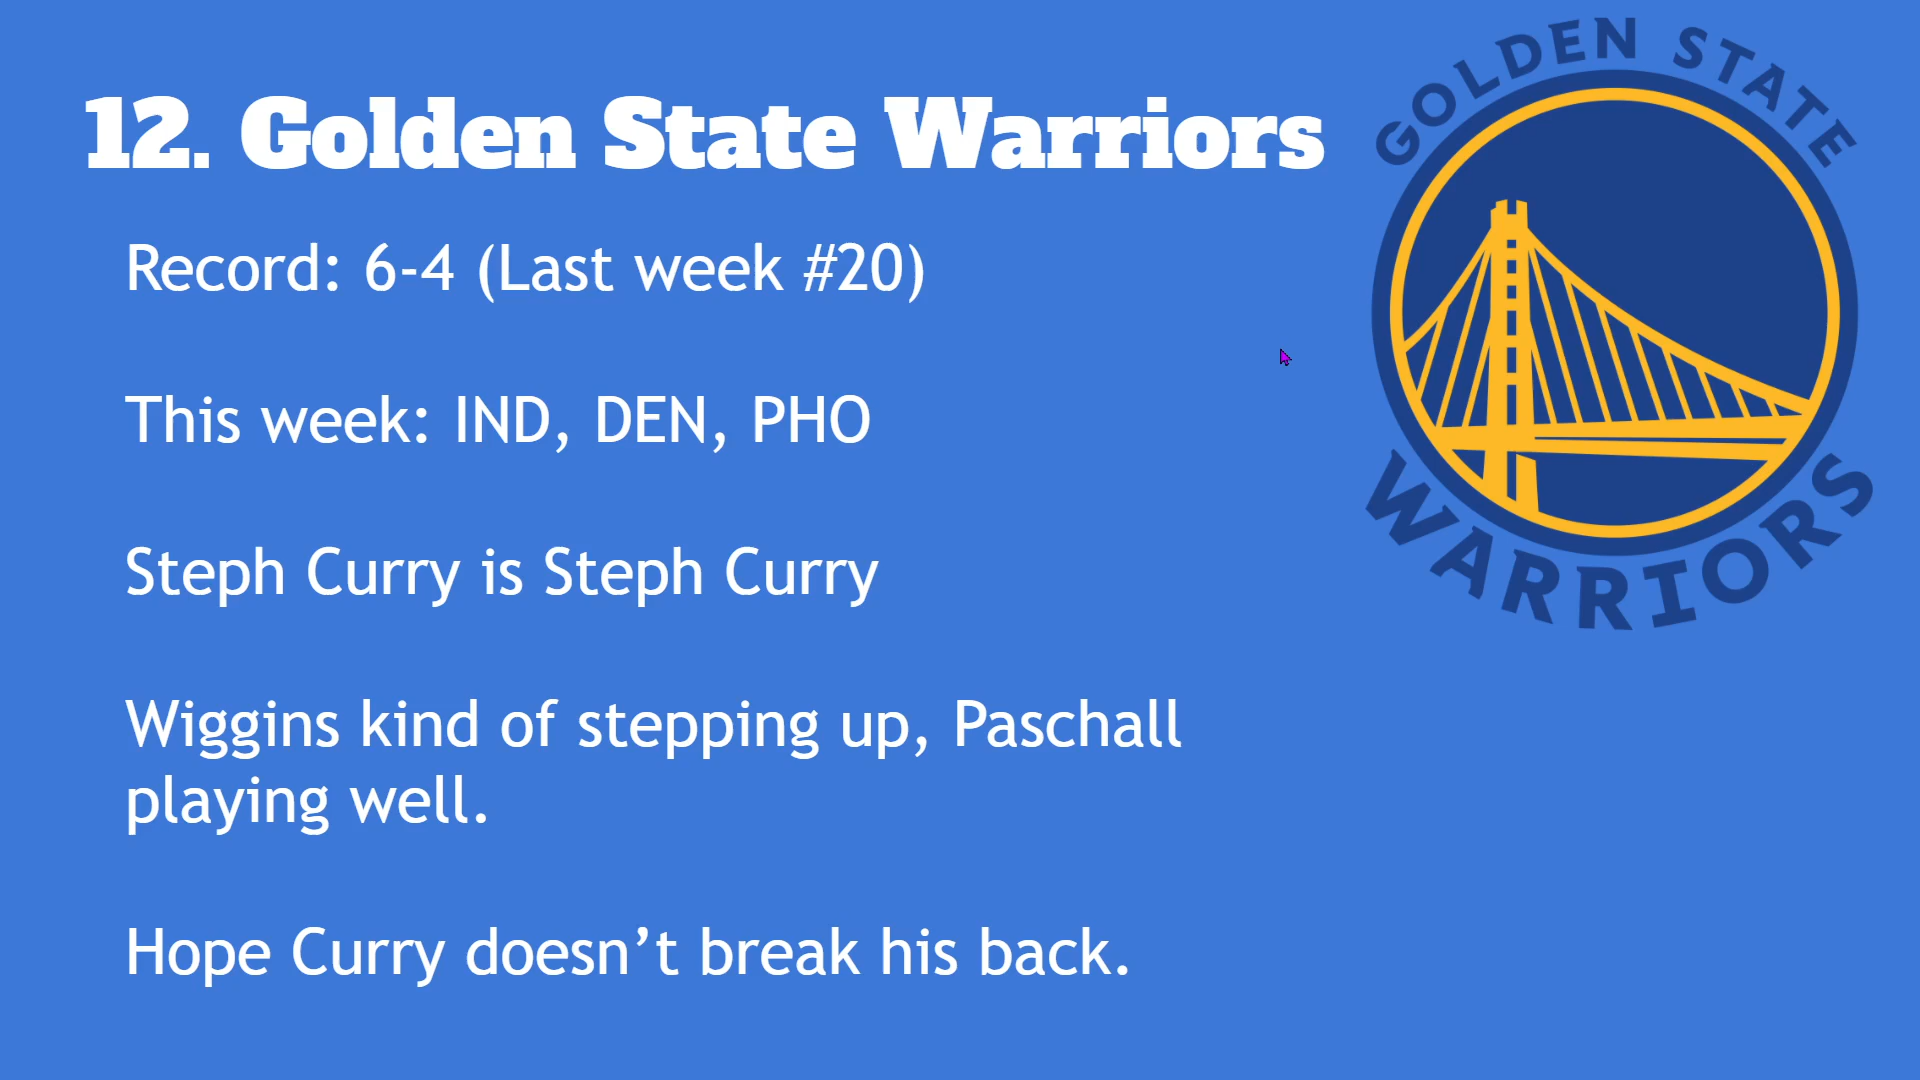 12. Golden State Warriors
Record: 6-4 (Last week #20)
This week: IND, DEN, PHO
Steph Curry is Steph Curry
Wiggins kind of stepping up, Paschall
playing well.
Hope Curry doesn’t break his back.
GOLDEN STATE
WARRIORS